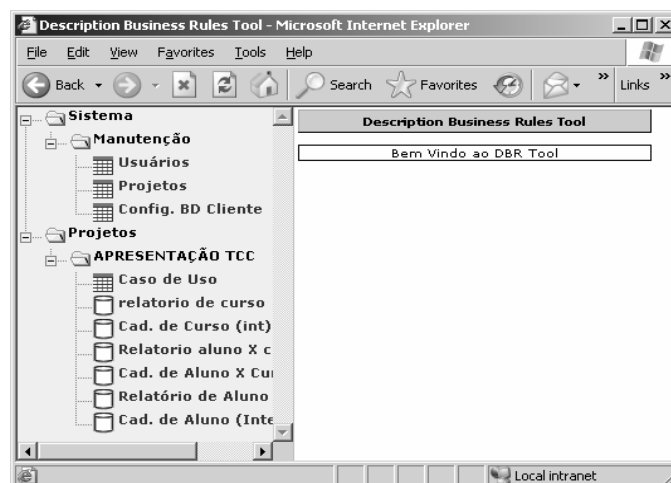 Description Business Rules Tool - Microsoft Internet Explorer
File Edit View Favorites Tools Help
Back Search Favorites » Links »
Sistema
Manutenção
Usuários
Projetos
Config. BD Cliente
Projetos
APRESENTAÇÃO TCC
Caso de Uso
relatorio de curso
Cad. de Curso (int)
Relatorio aluno X c
Cad. de Aluno X Cu
Relatório de Aluno
Cad. de Aluno (Inte
Description Business Rules Tool
Bem Vindo ao DBR Tool
Local intranet